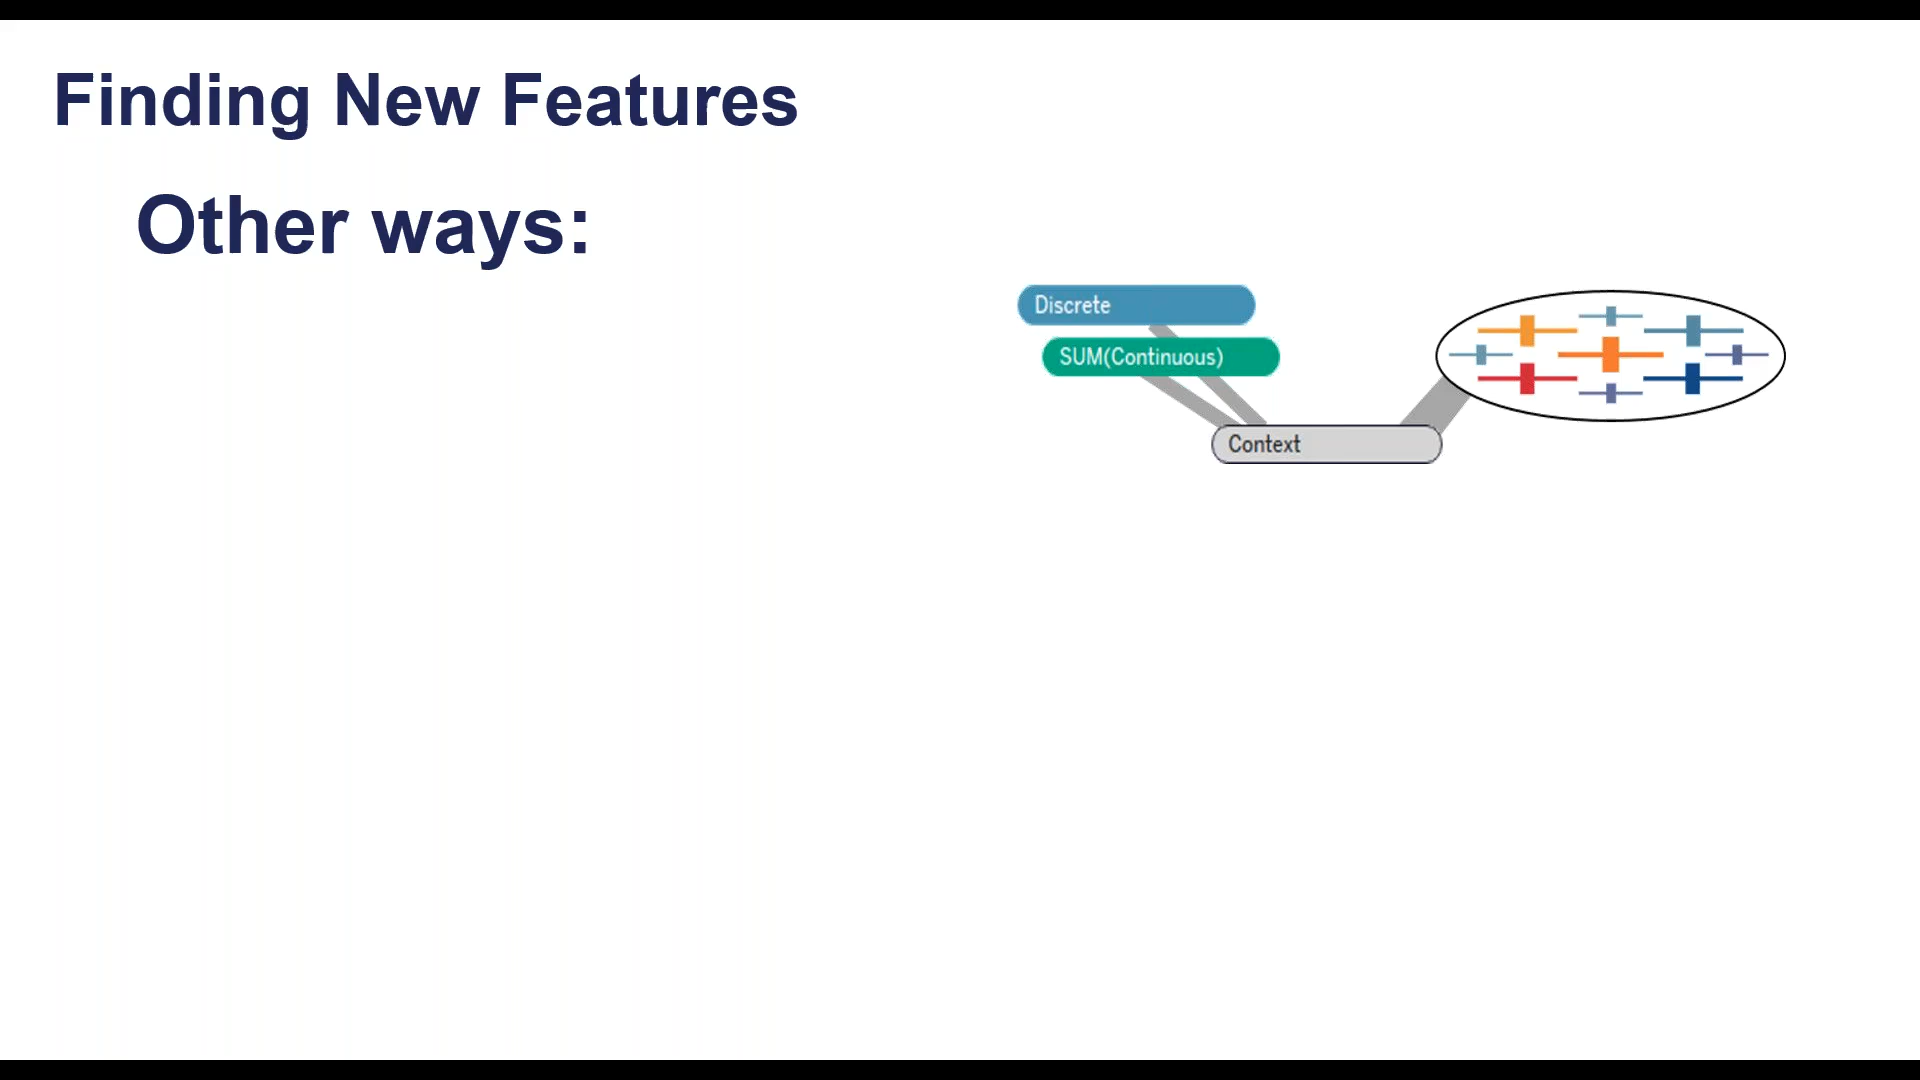 Finding New Features
Other ways:
Discrete
SUM(Continuous)
Context